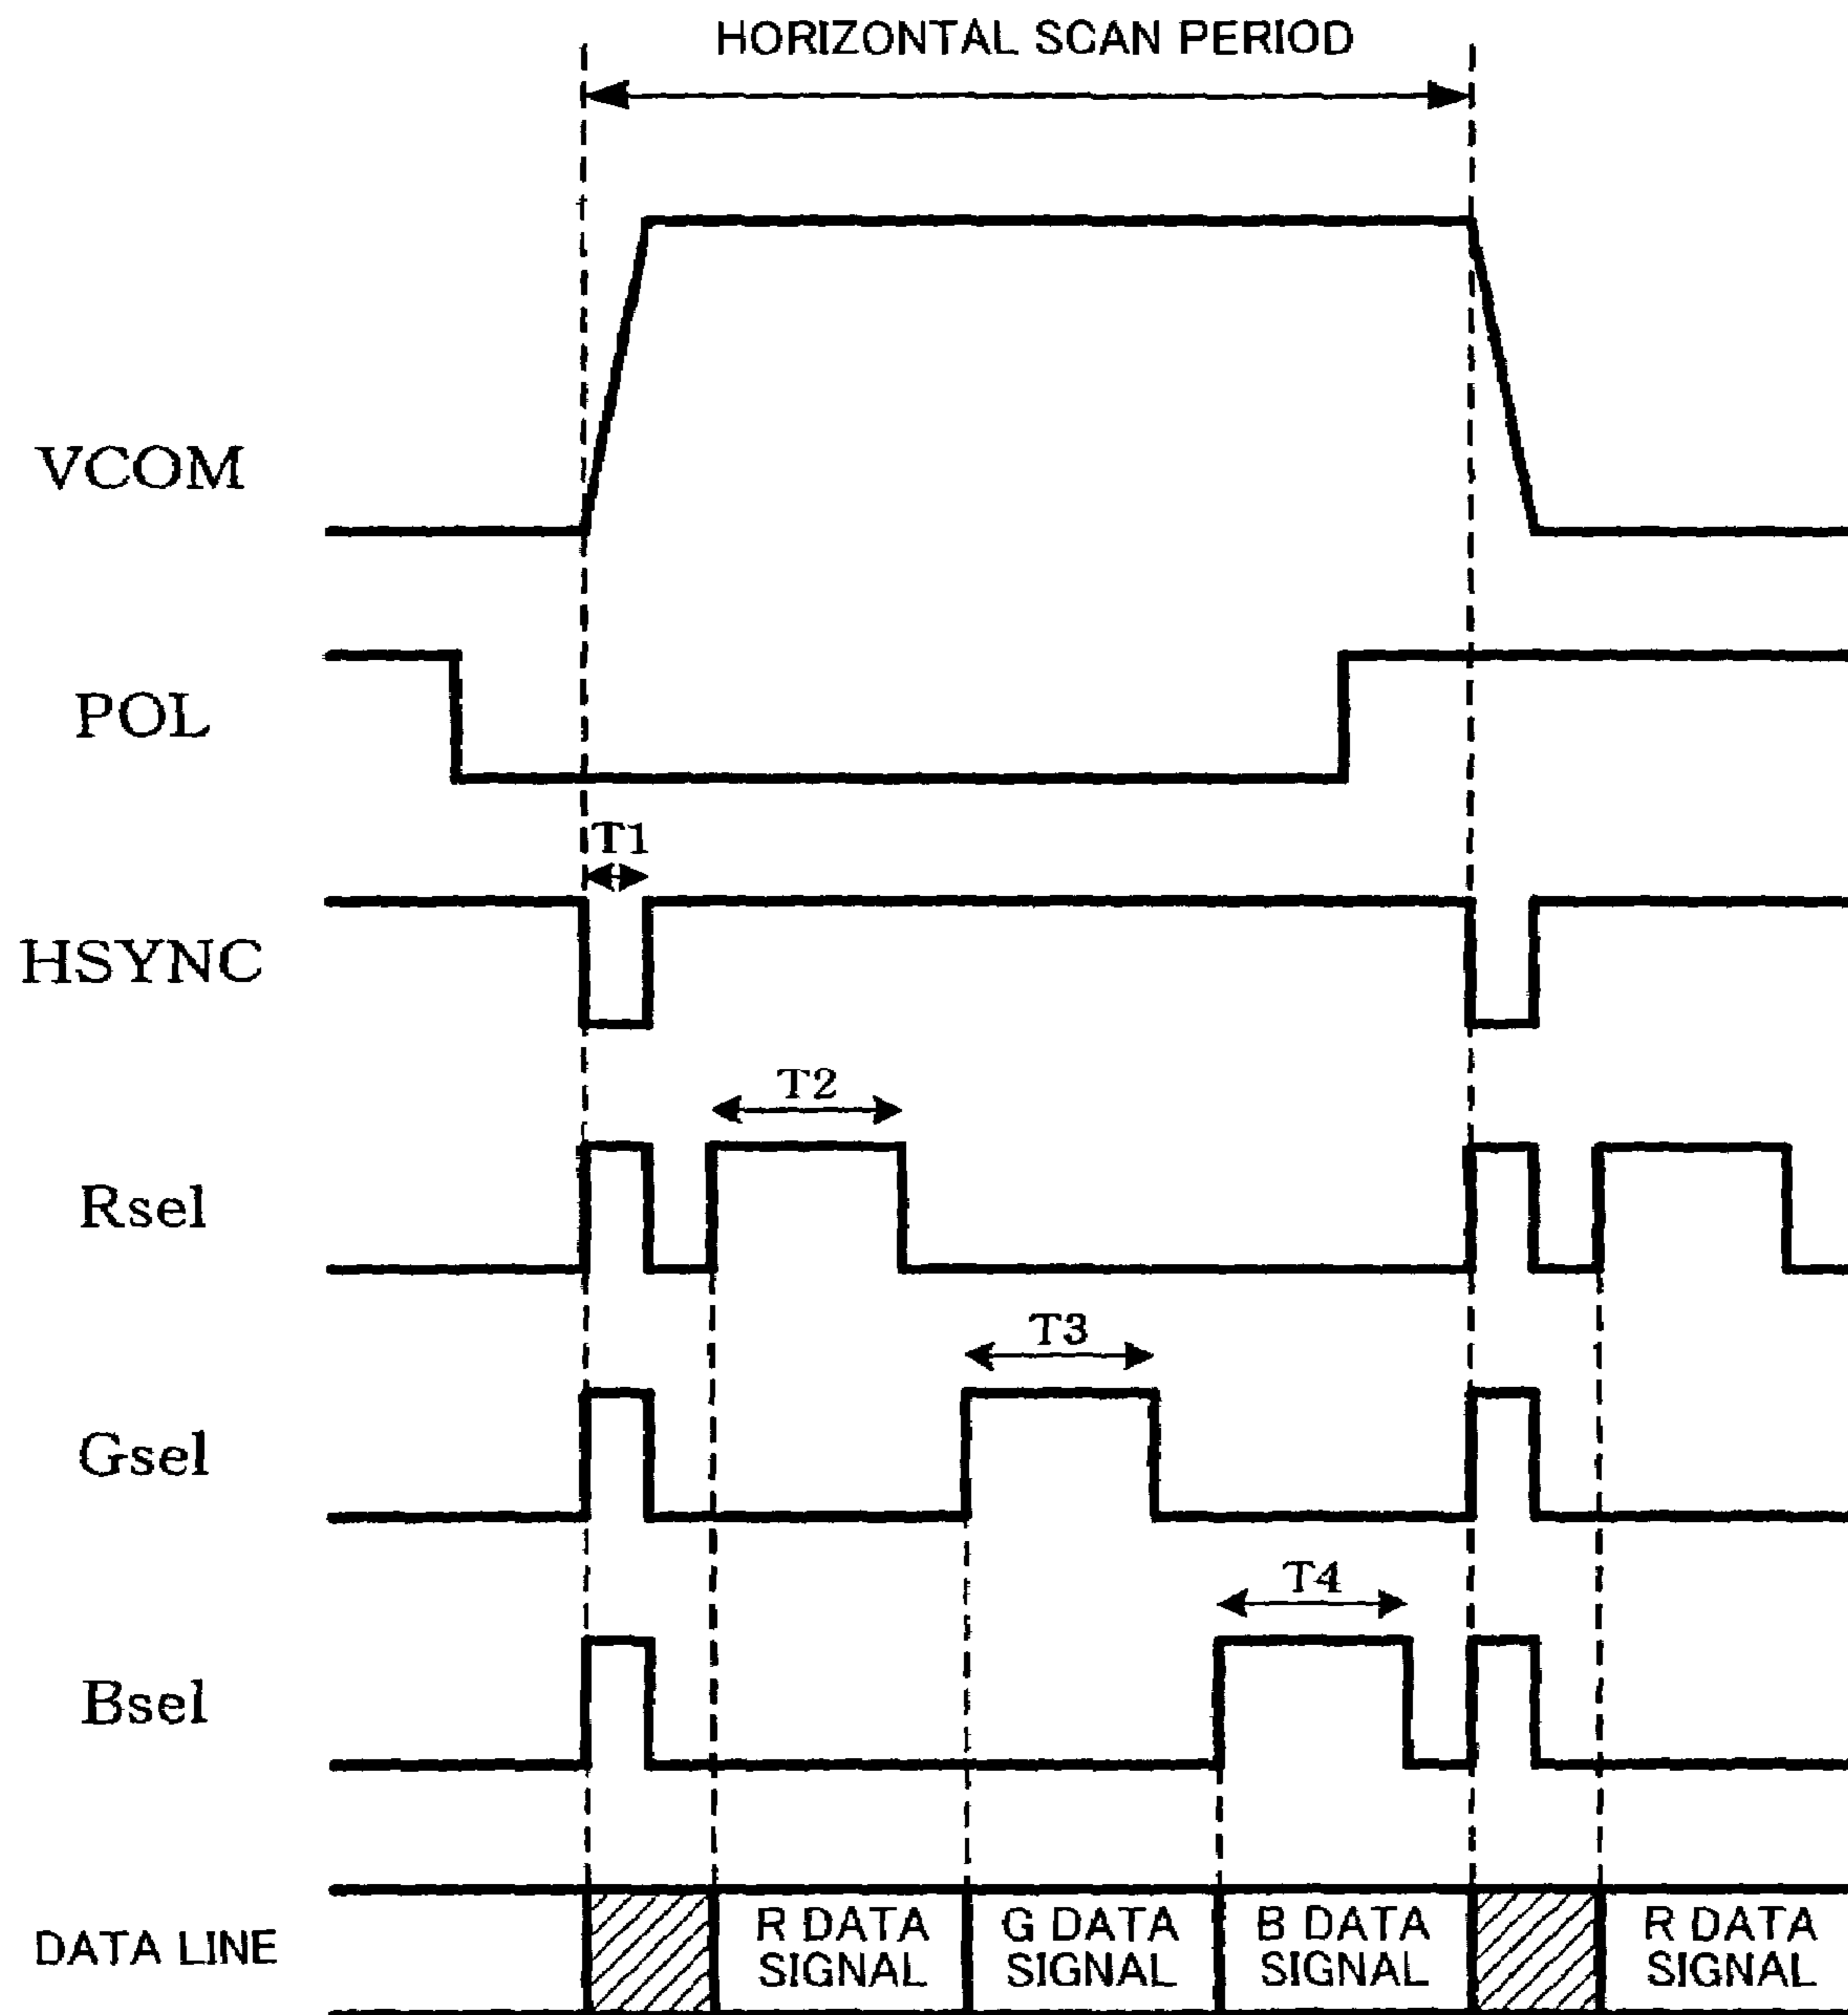 HORIZONTAL SCAN PERIOD
VCOM
POL
T1
HSYNC
T2
Rsel
T3
Gsel
T4
Bsel
DATA LINE
R DATA
SIGNAL
G DATA
SIGNAL
B DATA
SIGNAL
R DATA
SIGNAL